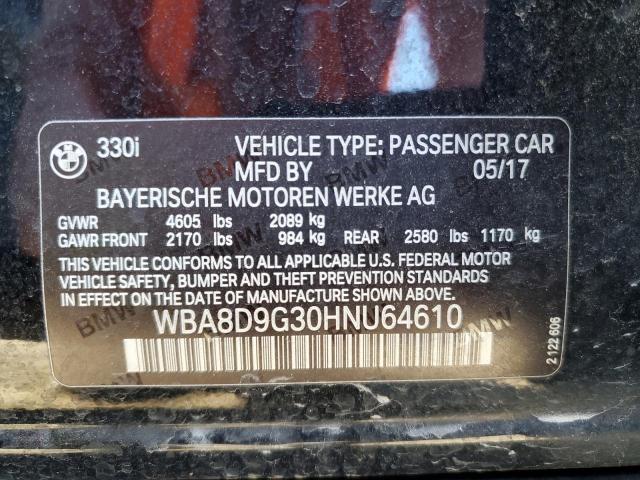 BMW 330i VEHICLE TYPE: PASSENGER CAR
MFD BY 05/17
BAYERISCHE MOTOREN WERKE AG
GVWR 4605 lbs 2089 kg
GAWR FRONT 2170 lbs 984 kg REAR 2580 lbs 1170 kg
THIS VEHICLE CONFORMS TO ALL APPLICABLE U.S. FEDERAL MOTOR
VEHICLE SAFETY, BUMPER AND THEFT PREVENTION STANDARDS
IN EFFECT ON THE DATE OF MANUFACTURE SHOWN ABOVE.
WBA8D9G30HNU64610
2 122 606